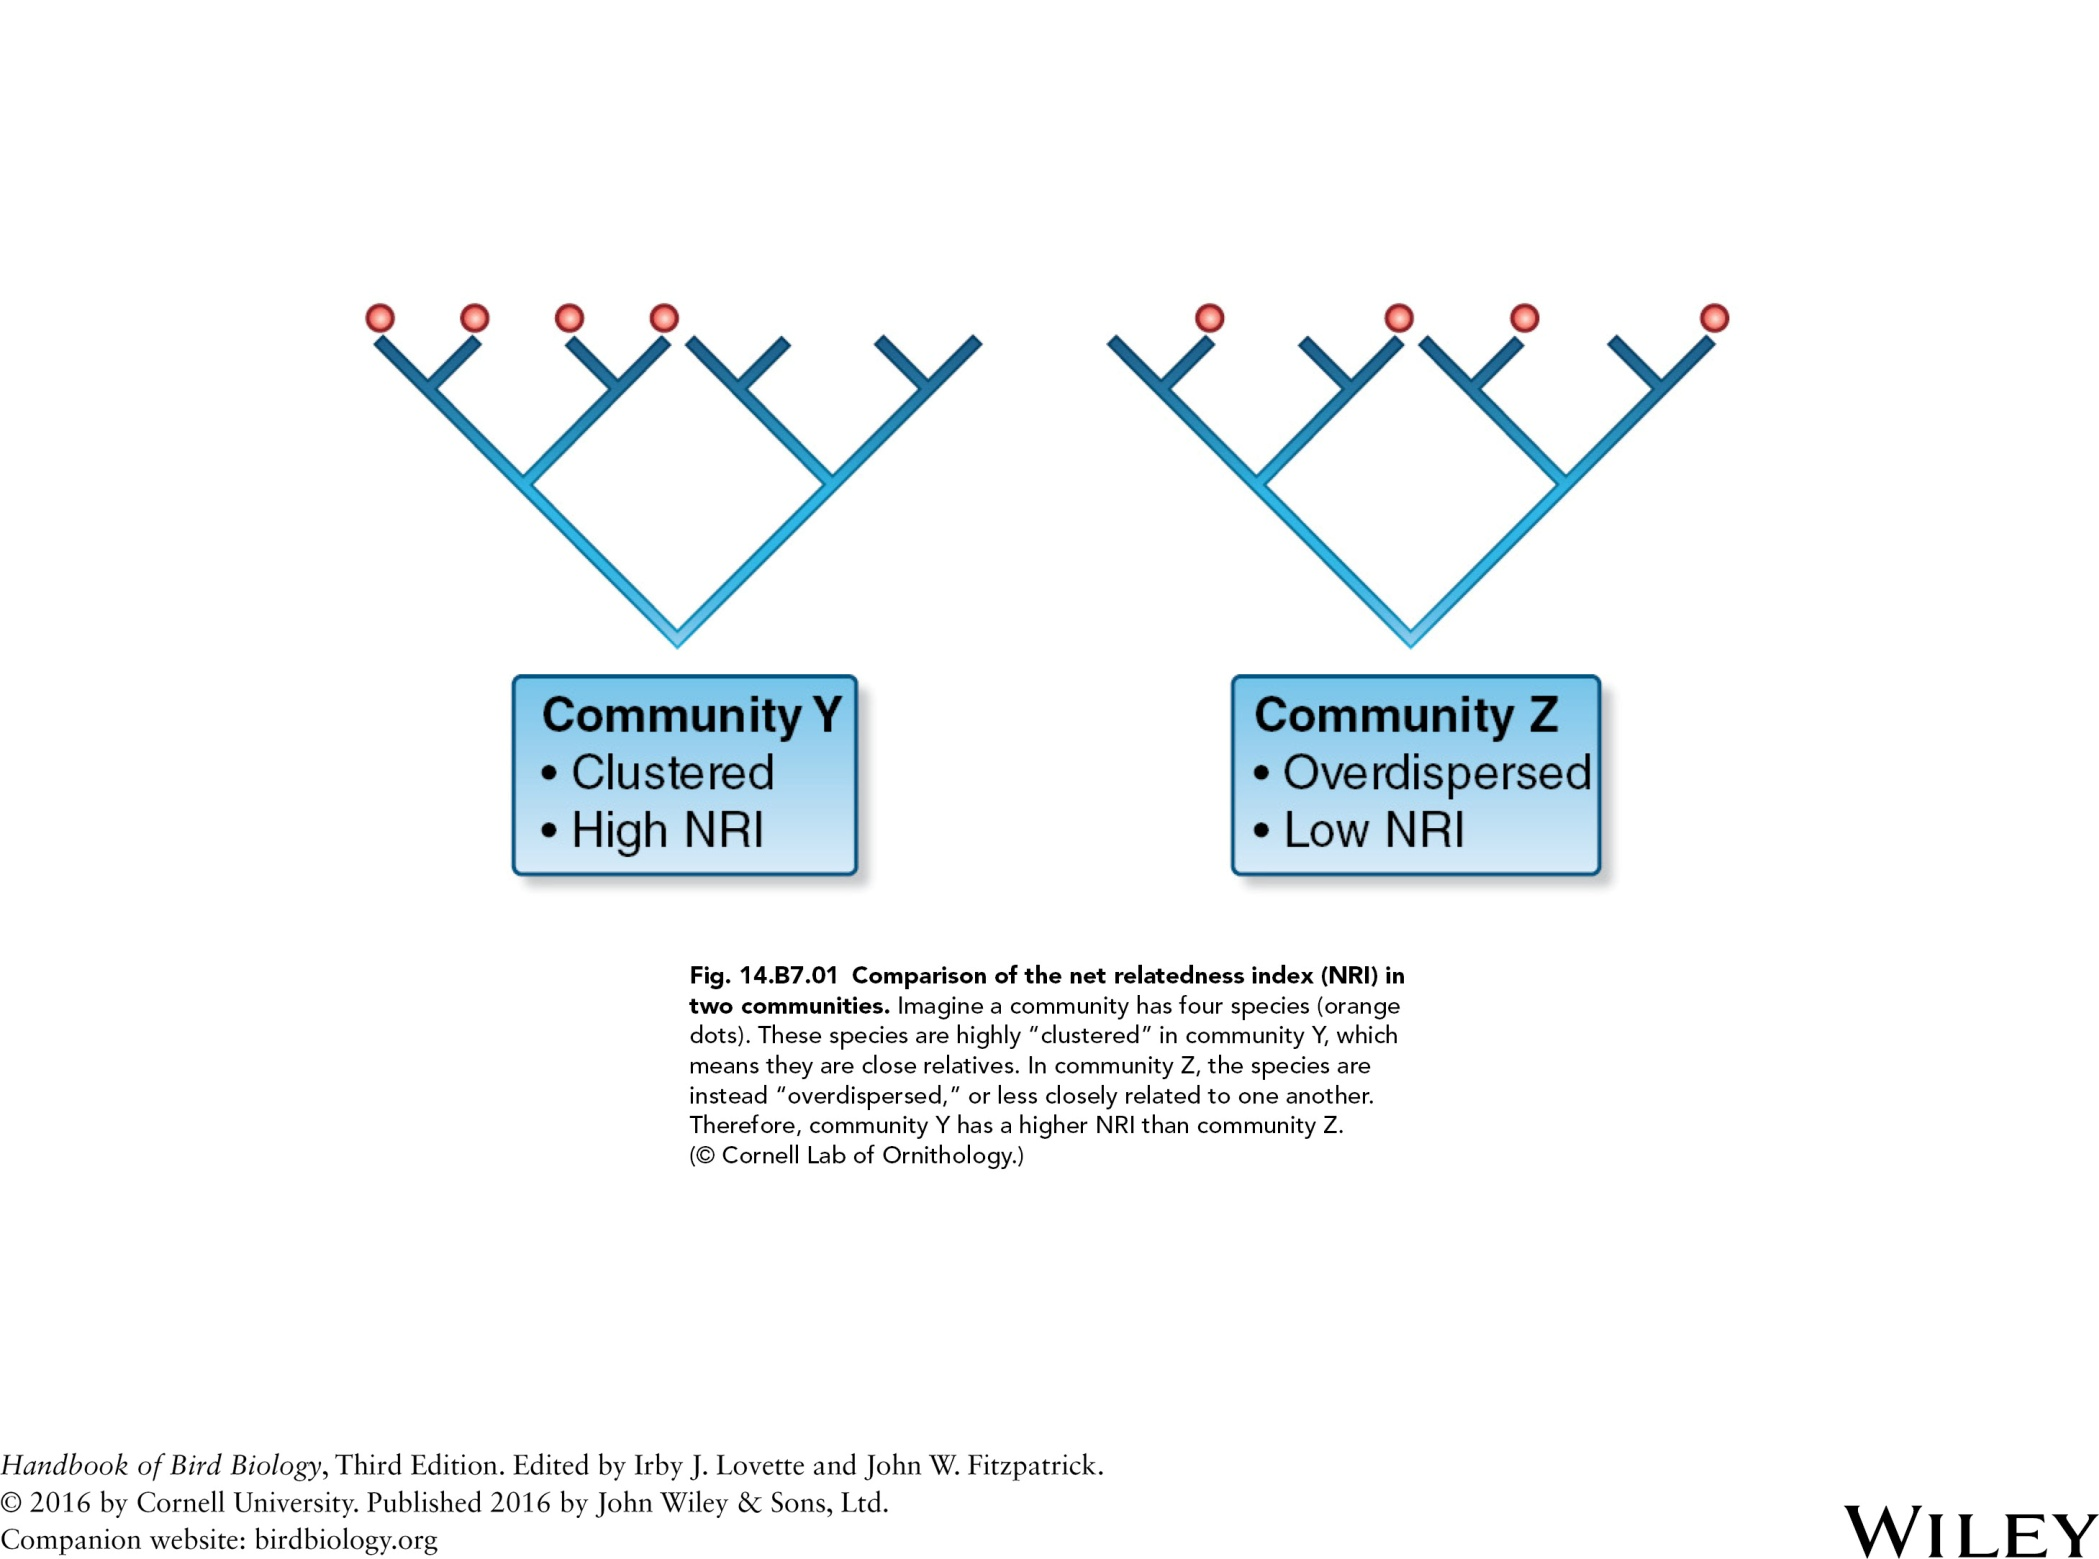 Community Y
• Clustered
• High NRI
Community Z
• Overdispersed
• Low NRI
Fig. 14.B7.01 Comparison of the net relatedness index (NRI) in
two communities. Imagine a community has four species (orange
dots). These species are highly “clustered” in community Y, which
means they are close relatives. In community Z, the species are
instead “overdispersed,” or less closely related to one another.
Therefore, community Y has a higher NRI than community Z.
(© Cornell Lab of Ornithology.)
Handbook of Bird Biology, Third Edition. Edited by Irby J. Lovette and John W. Fitzpatrick.
© 2016 by Cornell University. Published 2016 by John Wiley & Sons, Ltd.
Companion website: birdbiology.org
WILEY